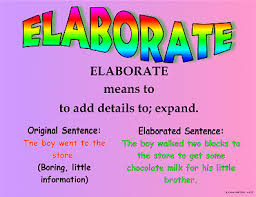 ELABORATE
ELABORATE
means to
to add details to; expand.
Original Sentence:
The boy went to the
store
(Boring, little
information)
Elaborated Sentence:
The boy walked two blocks to
the store to get some
chocolate milk for his little
brother.